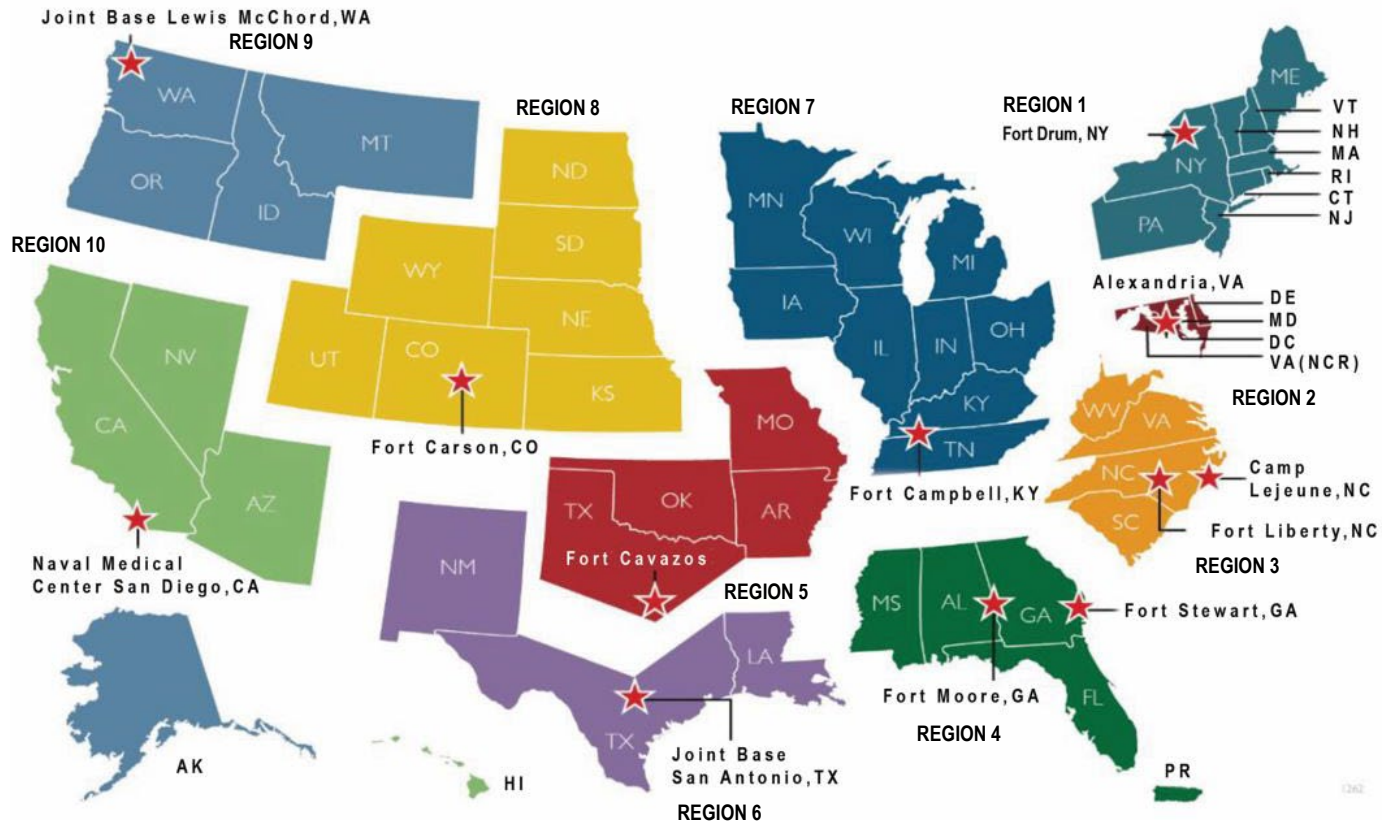 Joint Base Lewis McChord,WA
REGION 9
WA
MT
OR
ID
REGION 8
ND
SD
WY
NE
UT
CO
KS
Fort Carson,CO
REGION 7
MN
WI
MI
IA
IL
IN
OH
KY
TN
Fort Campbell,KY
REGION 1
Fort Drum, NY
ME
VT
NH
MA
RI
CT
NJ
NY
PA
Alexandria,VA
DE
MD
DC
VA(NCR)
REGION 2
REGION 10
NV
CA
AZ
Naval Medical
Center San Diego,CA
MO
TX
OK
AR
Fort Cavazos
REGION 5
WV
VA
NC
SC
Camp
Lejeune,NC
Fort Liberty,NC
REGION 3
NM
LA
TX
Joint Base
San Antonio,TX
REGION 6
MS
AL
GA
FL
Fort Stewart,GA
Fort Moore,GA
REGION 4
PR
AK
HI
1262